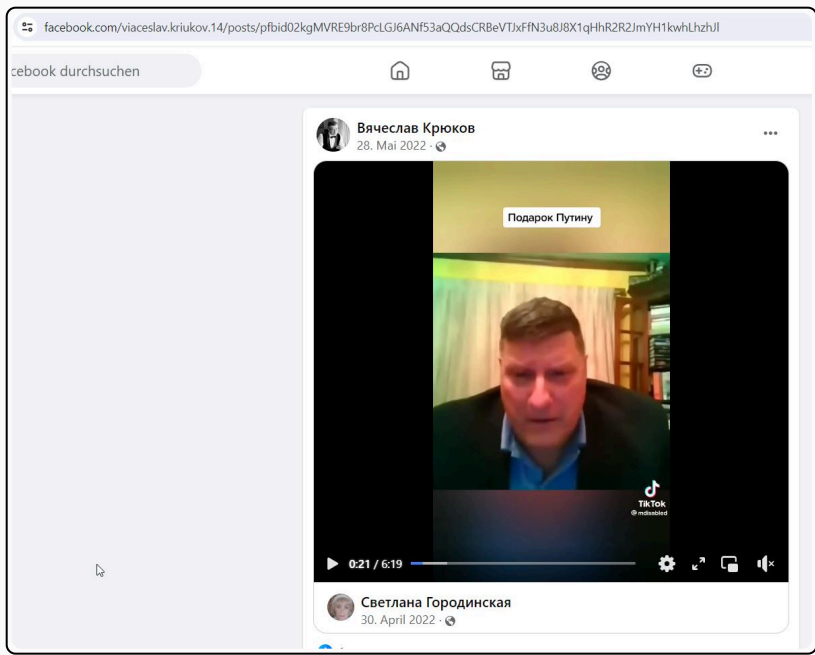 facebook.com/viaceslav.kriukov.14/posts/pfbid02kgMVRE9br8PcLGJ6ANf53aQQdsCRBeVTJxFfN3u8J8X1qHhR2R2JmYH1kwhLhzhJl
cebook durchsuchen
Вячеслав Крюков
28. Mai 2022 ·
Подарок Путину
TikTok
@mdisabled
0:21 / 6:19
Светлана Городинская
30. April 2022 ·